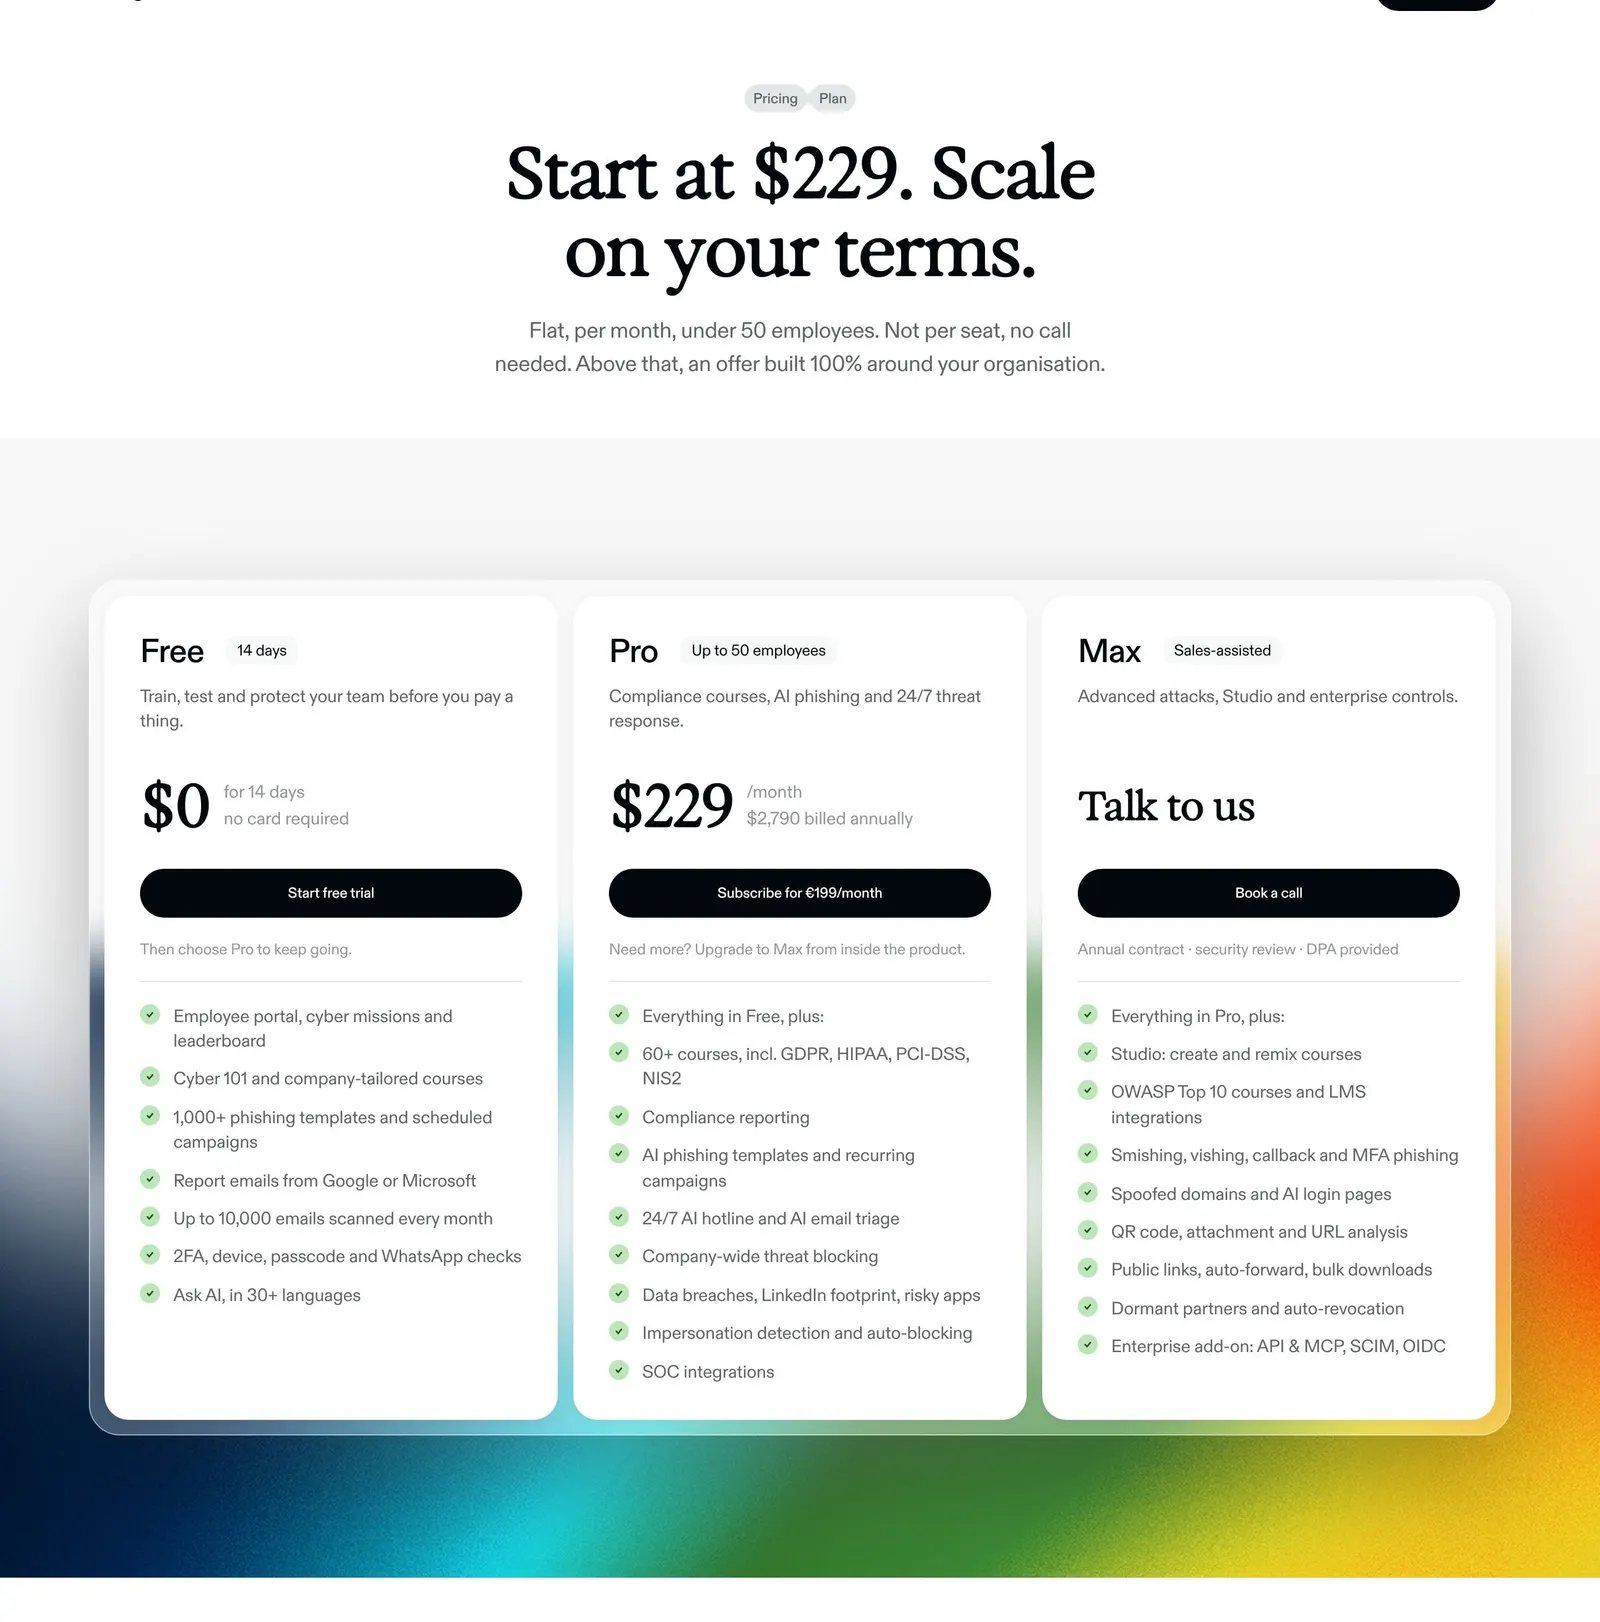 Pricing Plan
Start at $229. Scale
on your terms.
Flat, per month, under 50 employees. Not per seat, no call
needed. Above that, an offer built 100% around your organisation.
Free 14 days
Train, test and protect your team before you pay a
thing.
$0 for 14 days
no card required
Start free trial
Then choose Pro to keep going.
Employee portal, cyber missions and
leaderboard
Cyber 101 and company-tailored courses
1,000+ phishing templates and scheduled
campaigns
Report emails from Google or Microsoft
Up to 10,000 emails scanned every month
2FA, device, passcode and WhatsApp checks
Ask AI, in 30+ languages
Pro Up to 50 employees
Compliance courses, AI phishing and 24/7 threat
response.
$229 /month
$2,790 billed annually
Subscribe for €199/month
Need more? Upgrade to Max from inside the product.
Everything in Free, plus:
60+ courses, incl. GDPR, HIPAA, PCI-DSS,
NIS2
Compliance reporting
AI phishing templates and recurring
campaigns
24/7 AI hotline and AI email triage
Company-wide threat blocking
Data breaches, LinkedIn footprint, risky apps
Impersonation detection and auto-blocking
SOC integrations
Max Sales-assisted
Advanced attacks, Studio and enterprise controls.
Talk to us
Book a call
Annual contract · security review · DPA provided
Everything in Pro, plus:
Studio: create and remix courses
OWASP Top 10 courses and LMS
integrations
Smishing, vishing, callback and MFA phishing
Spoofed domains and AI login pages
QR code, attachment and URL analysis
Public links, auto-forward, bulk downloads
Dormant partners and auto-revocation
Enterprise add-on: API & MCP, SCIM, OIDC